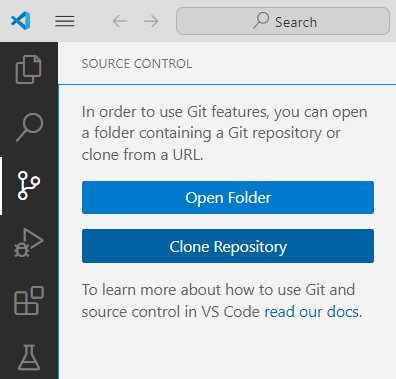 Search
SOURCE CONTROL
In order to use Git features, you can open
a folder containing a Git repository or
clone from a URL.
Open Folder
Clone Repository
To learn more about how to use Git and
source control in VS Code read our docs.